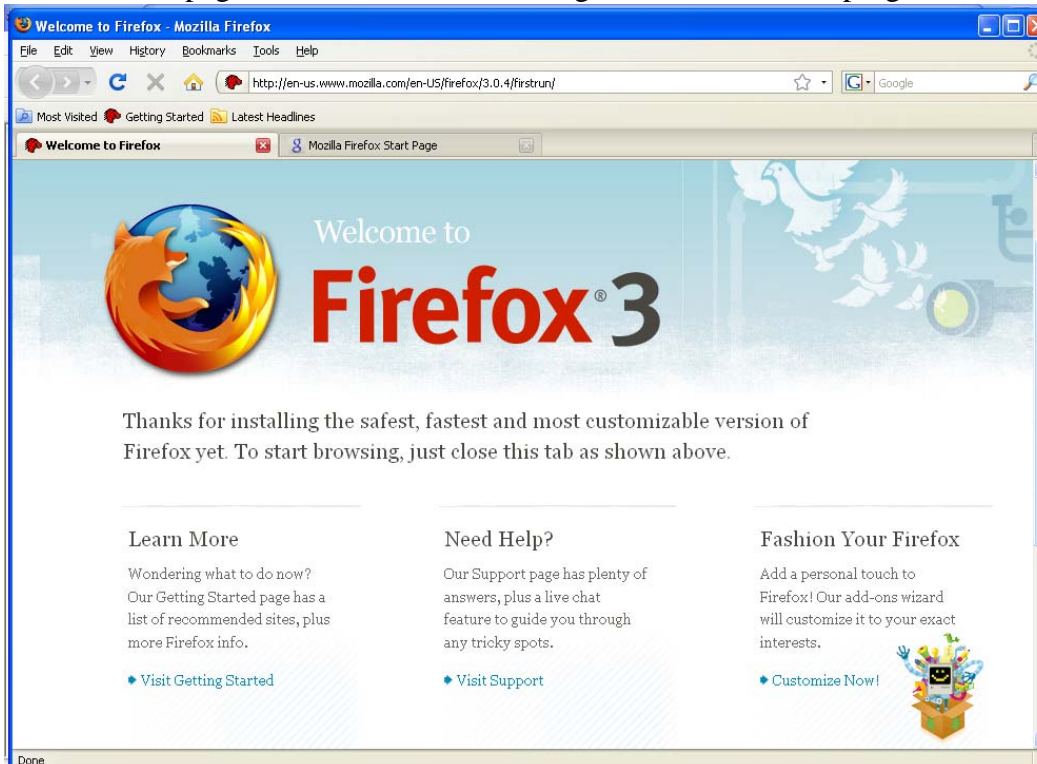 Welcome to Firefox - Mozilla Firefox
File Edit View History Bookmarks Tools Help
http://en-us.www.mozilla.com/en-US/firefox/3.0.4/firstrun/ G Google
Most Visited Getting Started Latest Headlines
Welcome to Firefox Mozilla Firefox Start Page
Welcome to
Firefox® 3
Thanks for installing the safest, fastest and most customizable version of
Firefox yet. To start browsing, just close this tab as shown above.
Learn More
Wondering what to do now?
Our Getting Started page has a
list of recommended sites, plus
more Firefox info.
Visit Getting Started
Need Help?
Our Support page has plenty of
answers, plus a live chat
feature to guide you through
any tricky spots.
Visit Support
Fashion Your Firefox
Add a personal touch to
Firefox! Our add-ons wizard
will customize it to your exact
interests.
Customize Now!
Done